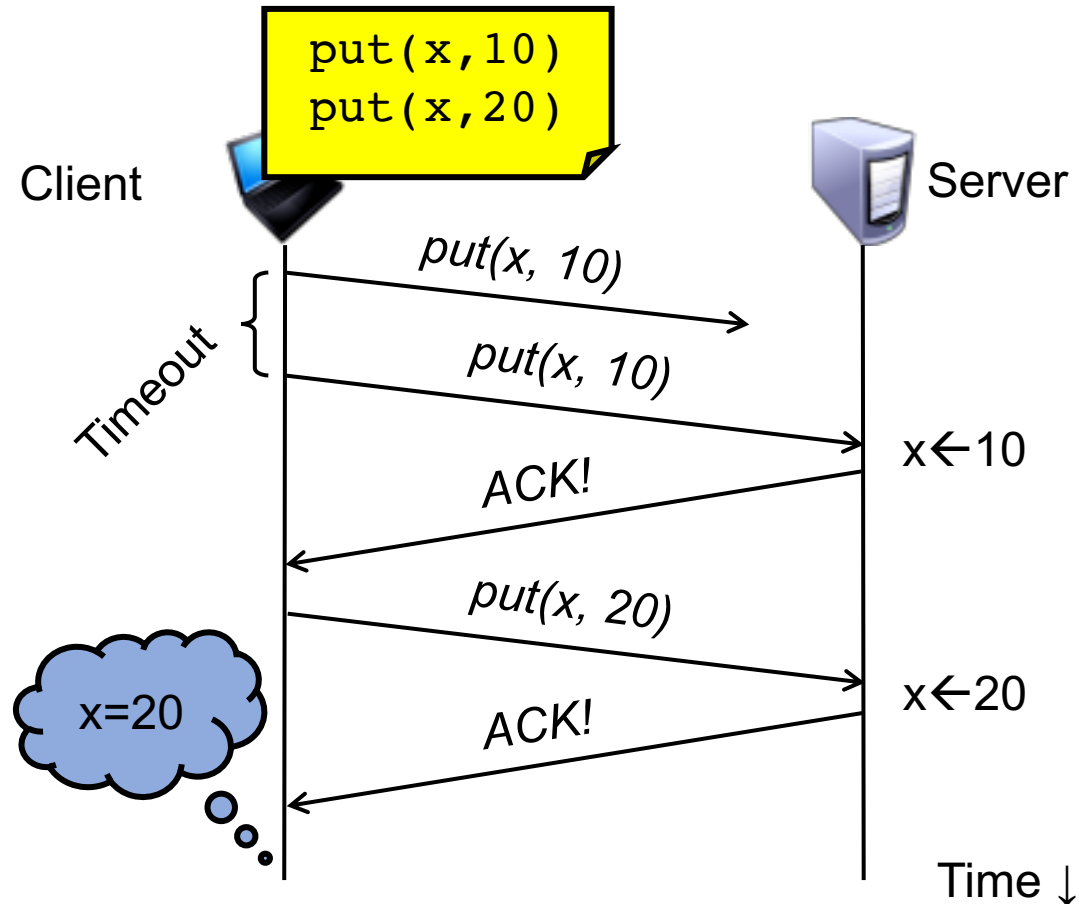 put(x,10)
put(x,20)
Client
Server
put(x, 10)
Timeout
put(x, 10)
x←10
ACK!
put(x, 20)
x=20
x←20
ACK!
Time ↓